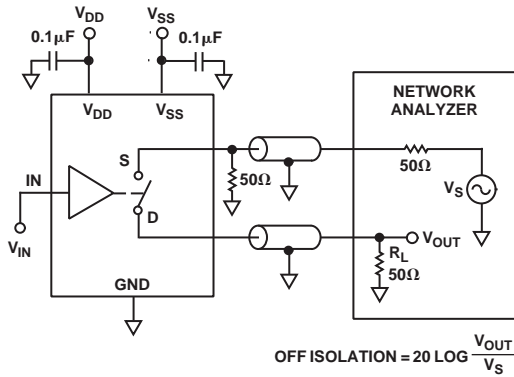 VDD
VSS
0.1µF
0.1µF
VDD
VSS
NETWORK
ANALYZER
S
50Ω
50Ω
VS
IN
D
VIN
VOUT
RL
50Ω
GND
OFF ISOLATION = 20 LOG VOUT
VS